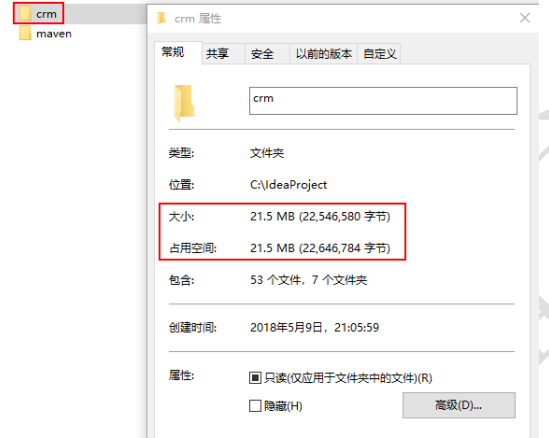 crm
maven
crm 属性
常规 共享 安全 以前的版本 自定义
crm
类型: 文件夹
位置: C:\IdeaProject
大小: 21.5 MB (22,546,580 字节)
占用空间: 21.5 MB (22,646,784 字节)
包含: 53 个文件，7 个文件夹
创建时间: 2018年5月9日，21:05:59
属性: 只读(仅应用于文件夹中的文件)(R)
隐藏(H) 高级(D)...